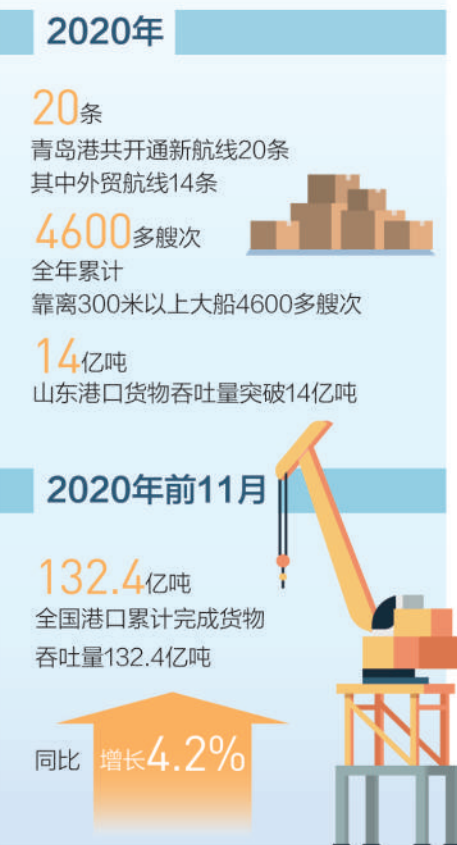 2020年
20条
青岛港共开通新航线20条
其中外贸航线14条
4600多艘次
全年累计
靠离300米以上大船4600多艘次
14亿吨
山东港口货物吞吐量突破14亿吨
2020年前11月
132.4亿吨
全国港口累计完成货物
吞吐量132.4亿吨
同比 增长4.2%